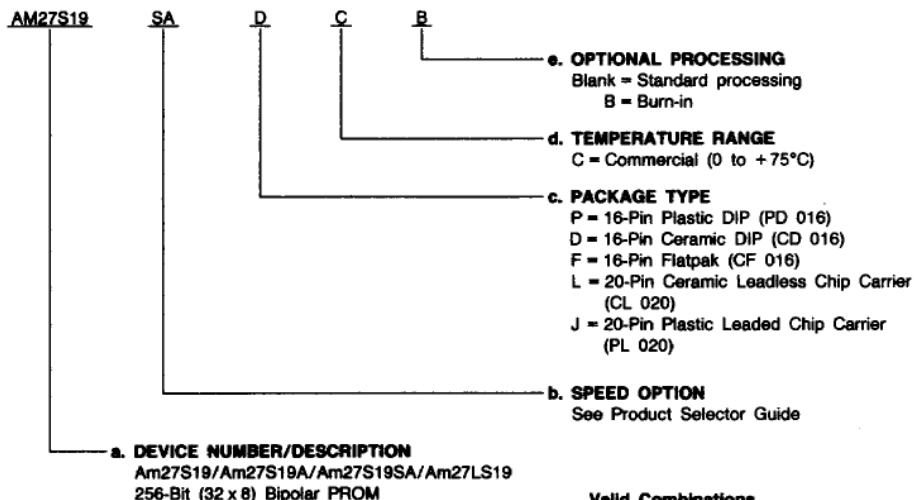 AM27S19 SA D C B
e. OPTIONAL PROCESSING
Blank = Standard processing
B = Burn-in
d. TEMPERATURE RANGE
C = Commercial (0 to +75°C)
c. PACKAGE TYPE
P = 16-Pin Plastic DIP (PD 016)
D = 16-Pin Ceramic DIP (CD 016)
F = 16-Pin Flatpak (CF 016)
L = 20-Pin Ceramic Leadless Chip Carrier
(CL 020)
J = 20-Pin Plastic Leaded Chip Carrier
(PL 020)
b. SPEED OPTION
See Product Selector Guide
a. DEVICE NUMBER/DESCRIPTION
Am27S19/Am27S19A/Am27S19SA/Am27LS19
256-Bit (32 x 8) Bipolar PROM
Valid Combinations